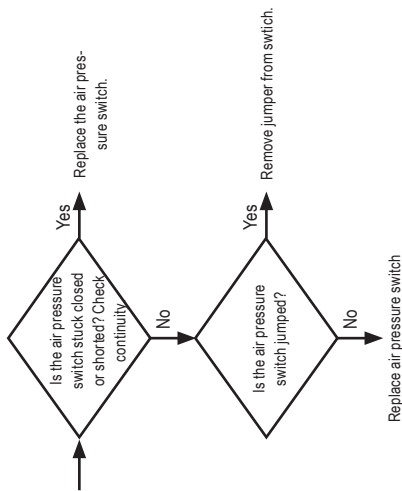 Is the air pressure
switch stuck closed
or shorted? Check
continuity
Yes
Replace the air pres-
sure switch.
No
Is the air pressure
switch jumped?
Yes
Remove jumper from swtich.
No
Replace air pressure switch